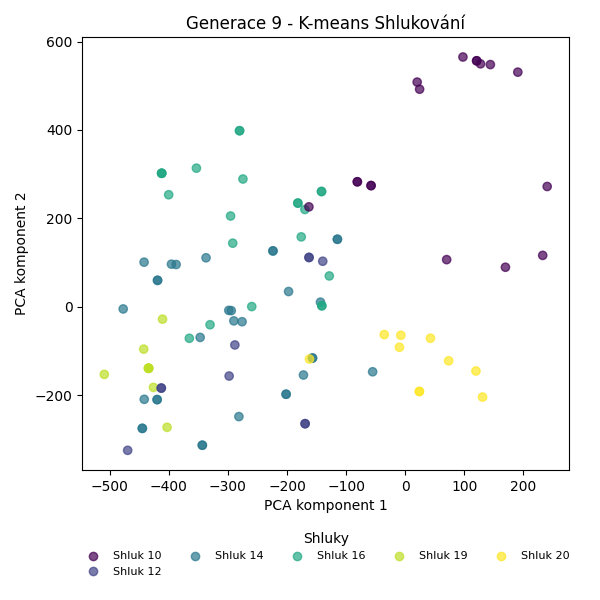 Generace 9 - K-means Shlukování
600
400
200
0
−200
PCA komponent 2
−500 −400 −300 −200 −100 0 100 200
PCA komponent 1
Shluky
Shluk 10 Shluk 14 Shluk 16 Shluk 19 Shluk 20
Shluk 12